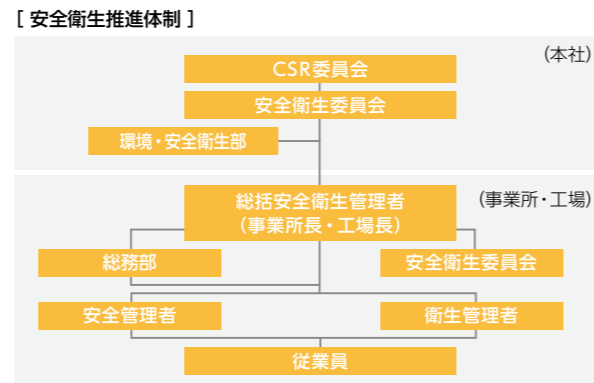 [ 安全衛生推進体制 ]
(本社)
CSR委員会
安全衛生委員会
環境・安全衛生部
総括安全衛生管理者
(事業所長・工場長)
(事業所・工場)
総務部
安全衛生委員会
安全管理者
衛生管理者
従業員